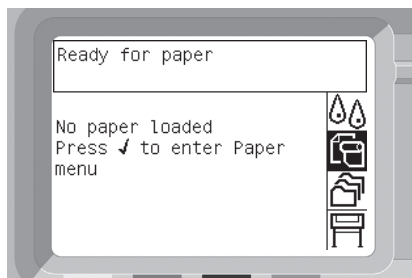 Ready for paper
No paper loaded
Press ✓ to enter Paper
menu